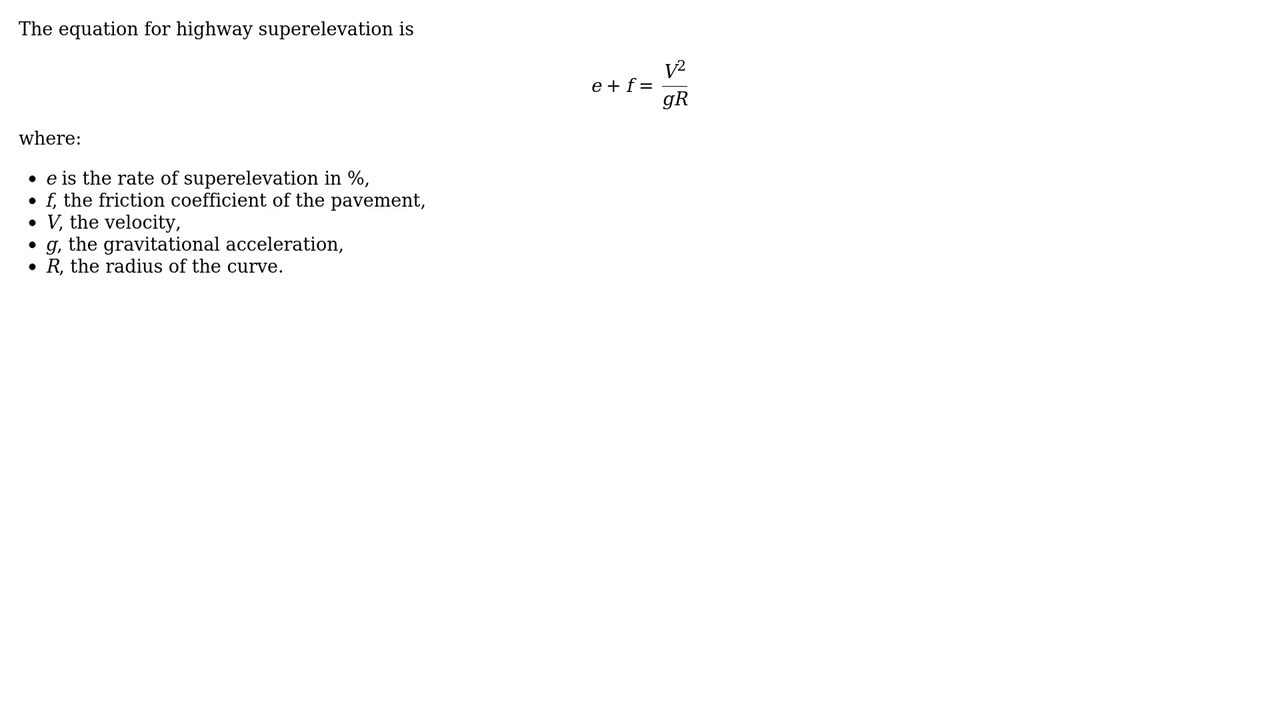 The equation for highway superelevation is
e + f = V²/gR
where:
• e is the rate of superelevation in %,
• f, the friction coefficient of the pavement,
• V, the velocity,
• g, the gravitational acceleration,
• R, the radius of the curve.